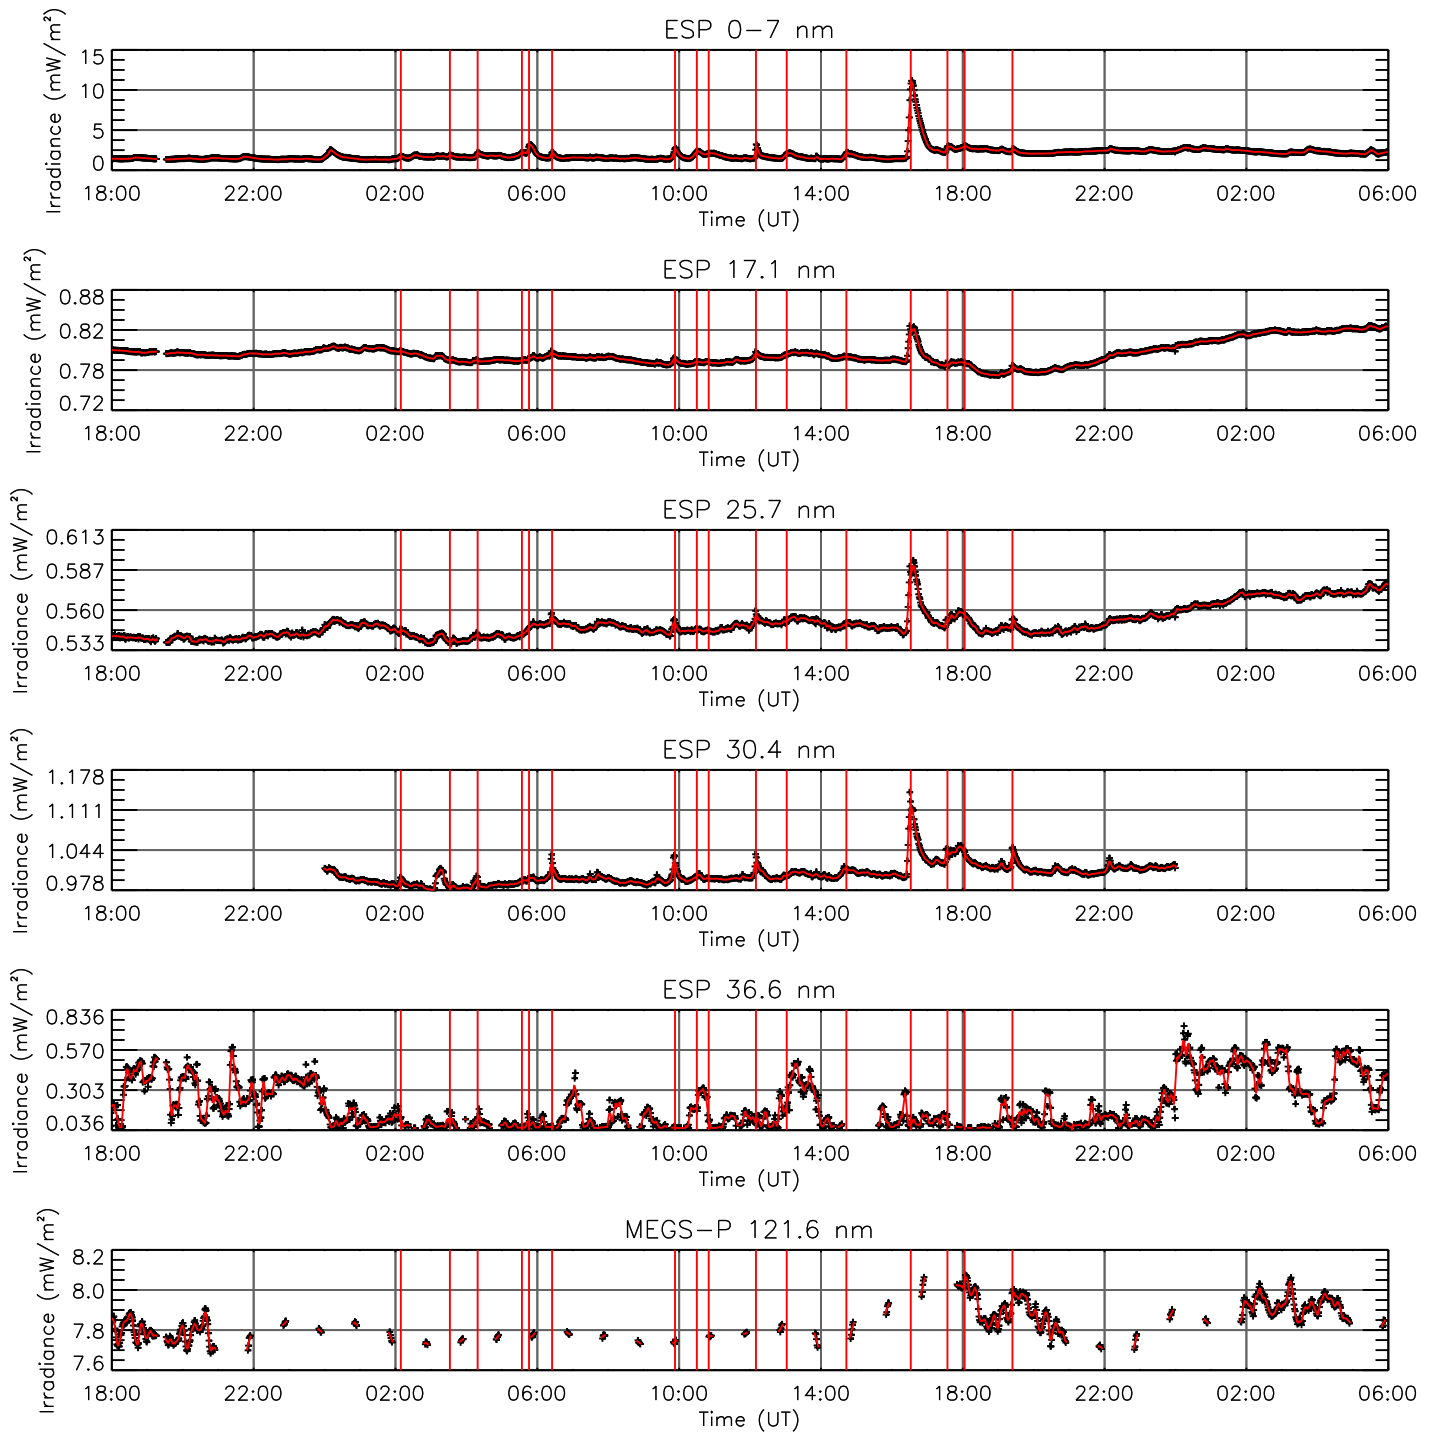 ESP 0−7 nm
Irradiance (mW/m²)
15
10
5
0
18:00 22:00 02:00 06:00 10:00 14:00 18:00 22:00 02:00 06:00
Time (UT)
ESP 17.1 nm
Irradiance (mW/m²)
0.88
0.82
0.78
0.72
18:00 22:00 02:00 06:00 10:00 14:00 18:00 22:00 02:00 06:00
Time (UT)
ESP 25.7 nm
Irradiance (mW/m²)
0.613
0.587
0.560
0.533
18:00 22:00 02:00 06:00 10:00 14:00 18:00 22:00 02:00 06:00
Time (UT)
ESP 30.4 nm
Irradiance (mW/m²)
1.178
1.111
1.044
0.978
18:00 22:00 02:00 06:00 10:00 14:00 18:00 22:00 02:00 06:00
Time (UT)
ESP 36.6 nm
Irradiance (mW/m²)
0.836
0.570
0.303
0.036
18:00 22:00 02:00 06:00 10:00 14:00 18:00 22:00 02:00 06:00
Time (UT)
MEGS−P 121.6 nm
Irradiance (mW/m²)
8.2
8.0
7.8
7.6
18:00 22:00 02:00 06:00 10:00 14:00 18:00 22:00 02:00 06:00
Time (UT)